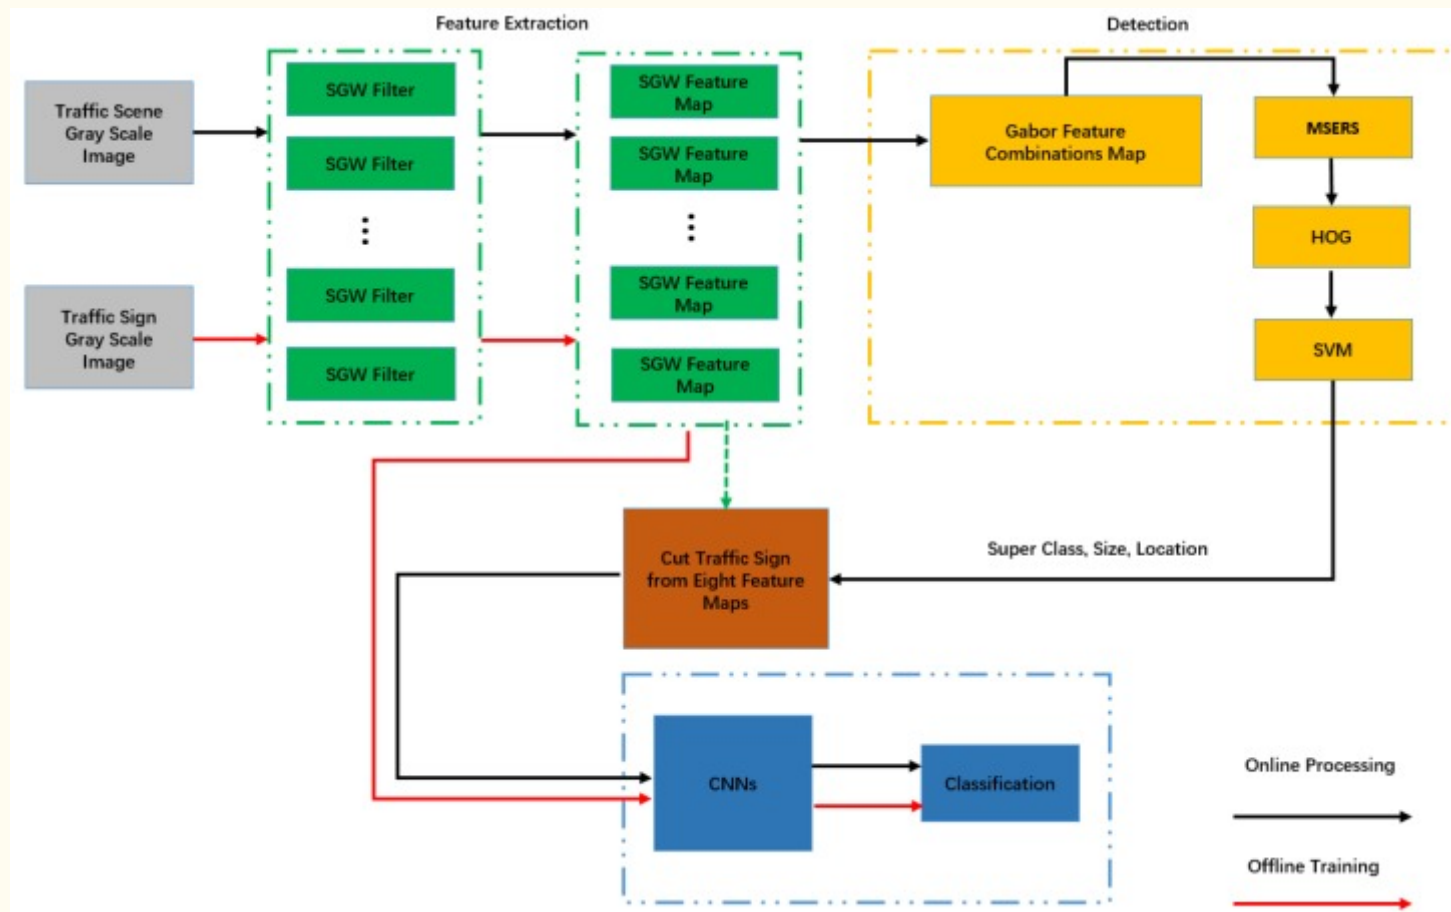 Feature Extraction
Detection
Traffic Scene
Gray Scale
Image
SGW Filter
SGW Filter
⋮
SGW Filter
SGW Filter
SGW Feature
Map
SGW Feature
Map
⋮
SGW Feature
Map
SGW Feature
Map
Gabor Feature
Combinations Map
MSERS
HOG
SVM
Traffic Sign
Gray Scale
Image
Super Class, Size, Location
Cut Traffic Sign
from Eight Feature
Maps
CNNs
Classification
Online Processing
Offline Training